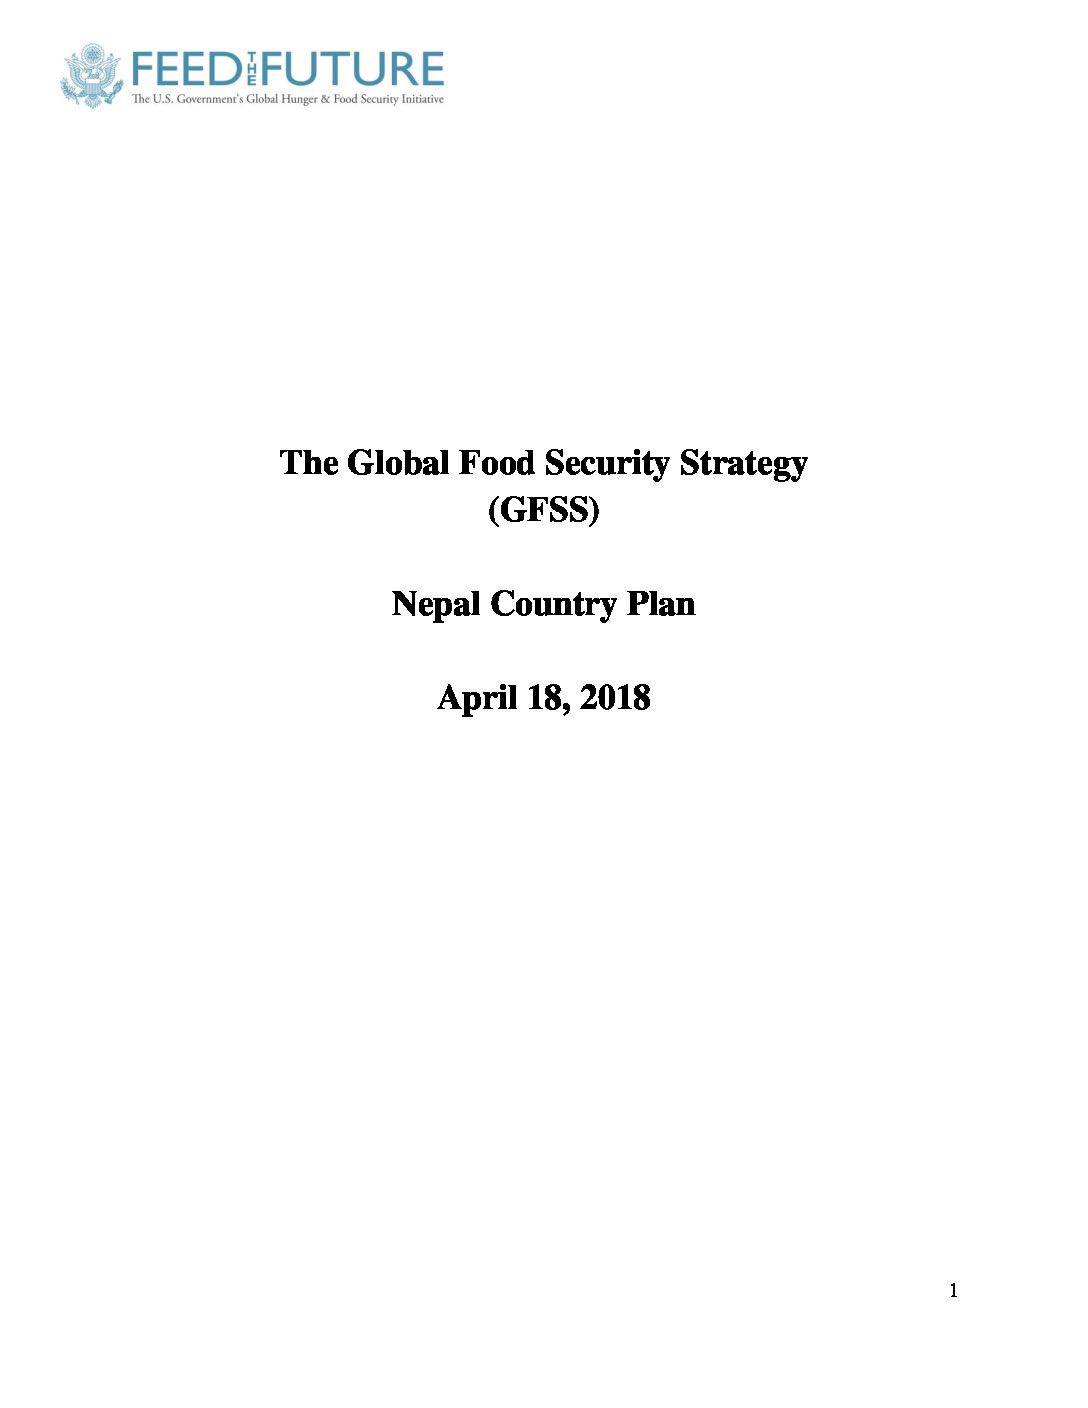 FEED THE FUTURE
The U.S. Government's Global Hunger & Food Security Initiative
The Global Food Security Strategy
(GFSS)
Nepal Country Plan
April 18, 2018
1